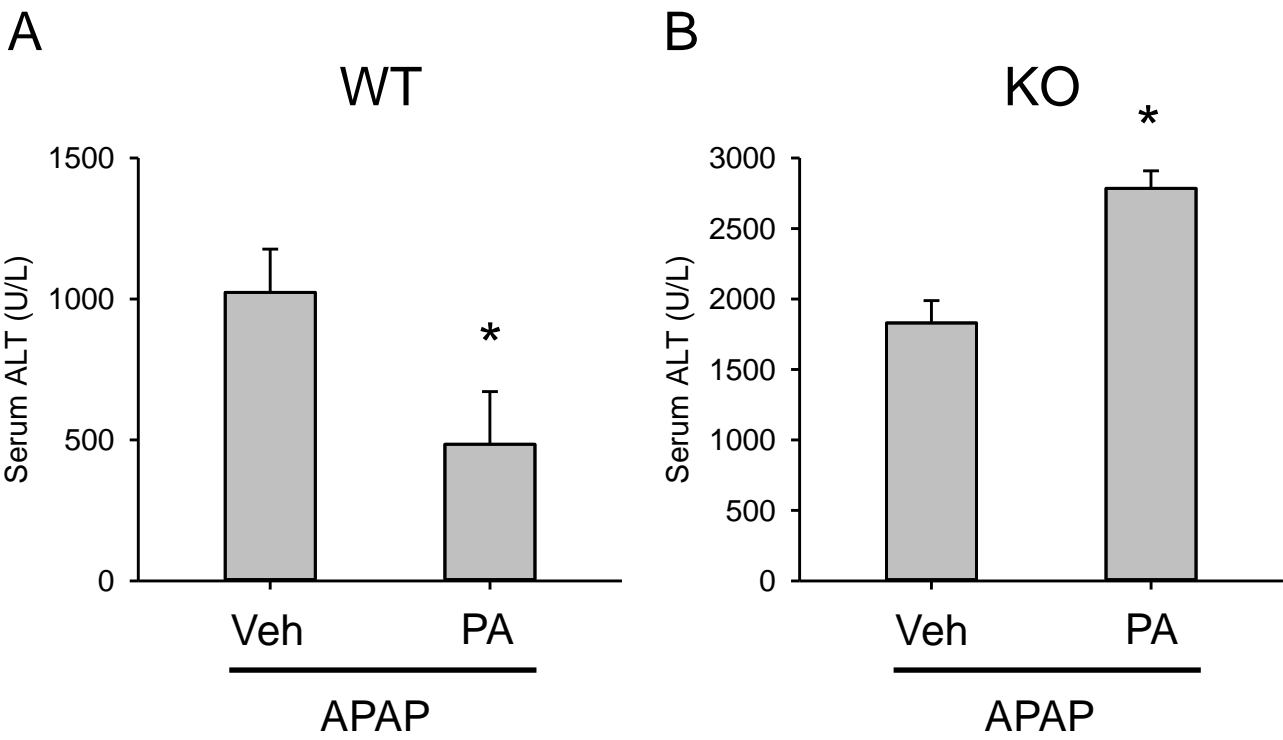 A
WT
Serum ALT (U/L)
1500
1000
500
0
*
Veh
PA
APAP
B
KO
Serum ALT (U/L)
3000
2500
2000
1500
1000
500
0
*
Veh
PA
APAP